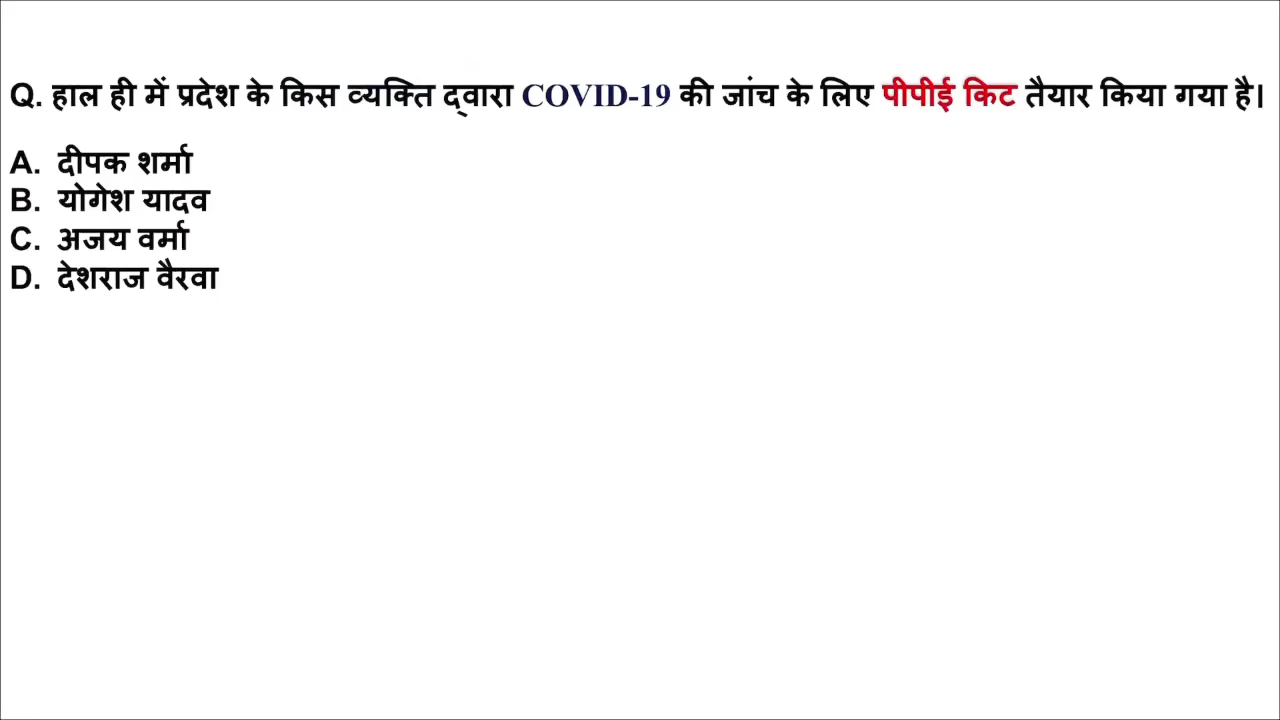 Q. हाल ही में प्रदेश के किस व्यक्ति द्वारा COVID-19 की जांच के लिए पीपीई किट तैयार किया गया है।
A. दीपक शर्मा
B. योगेश यादव
C. अजय वर्मा
D. देशराज वैरवा